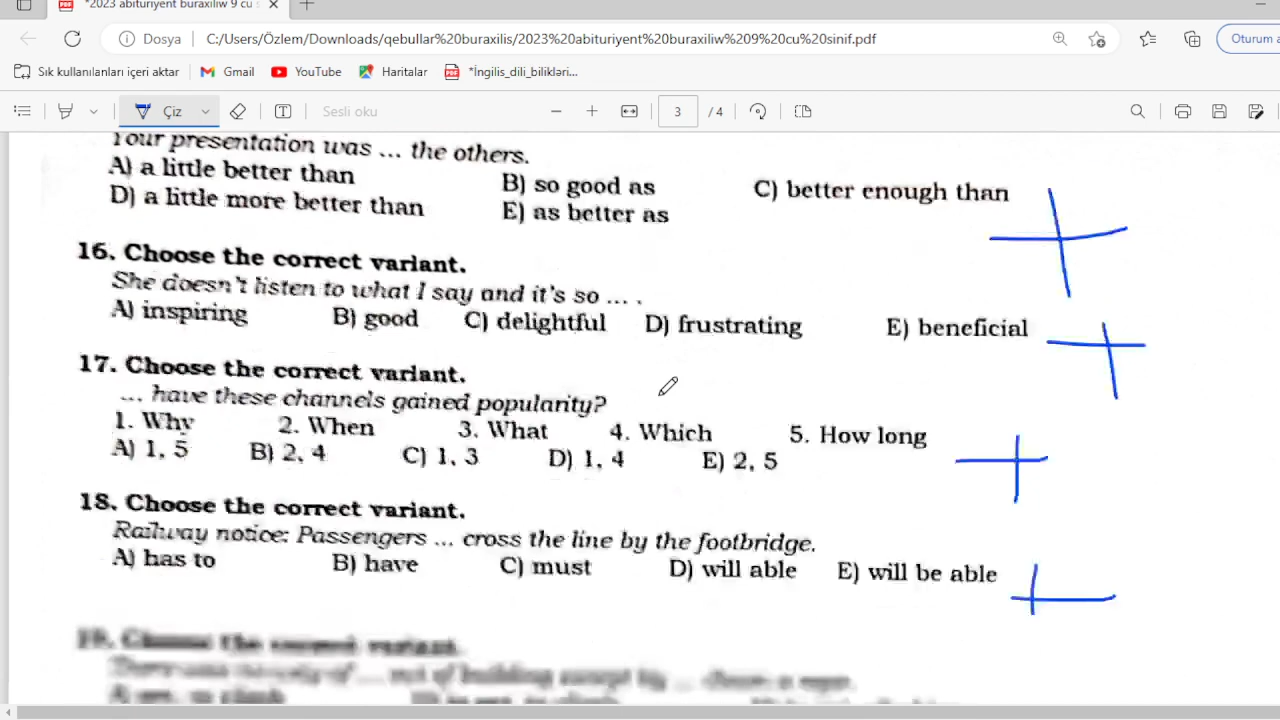 *2023 abituriyent buraxiliw 9 cu s
Dosya C:/Users/Özlem/Downloads/qebullar%20buraxilis/2023%20abituriyent%20buraxiliw%209%20cu%20sinif.pdf Oturum a
Sık kullanılanları içeri aktar Gmail YouTube Haritalar *İngilis_dili_bilikləri...
Çiz Sesli oku 3 / 4
Your presentation was ... the others.
A) a little better than B) so good as C) better enough than
D) a little more better than E) as better as
16. Choose the correct variant.
She doesn't listen to what I say and it's so ... .
A) inspiring B) good C) delightful D) frustrating E) beneficial
17. Choose the correct variant.
... have these channels gained popularity?
1. Why 2. When 3. What 4. Which 5. How long
A) 1, 5 B) 2, 4 C) 1, 3 D) 1, 4 E) 2, 5
18. Choose the correct variant.
Railway notice: Passengers ... cross the line by the footbridge.
A) has to B) have C) must D) will able E) will be able
19. Choose the correct variant.